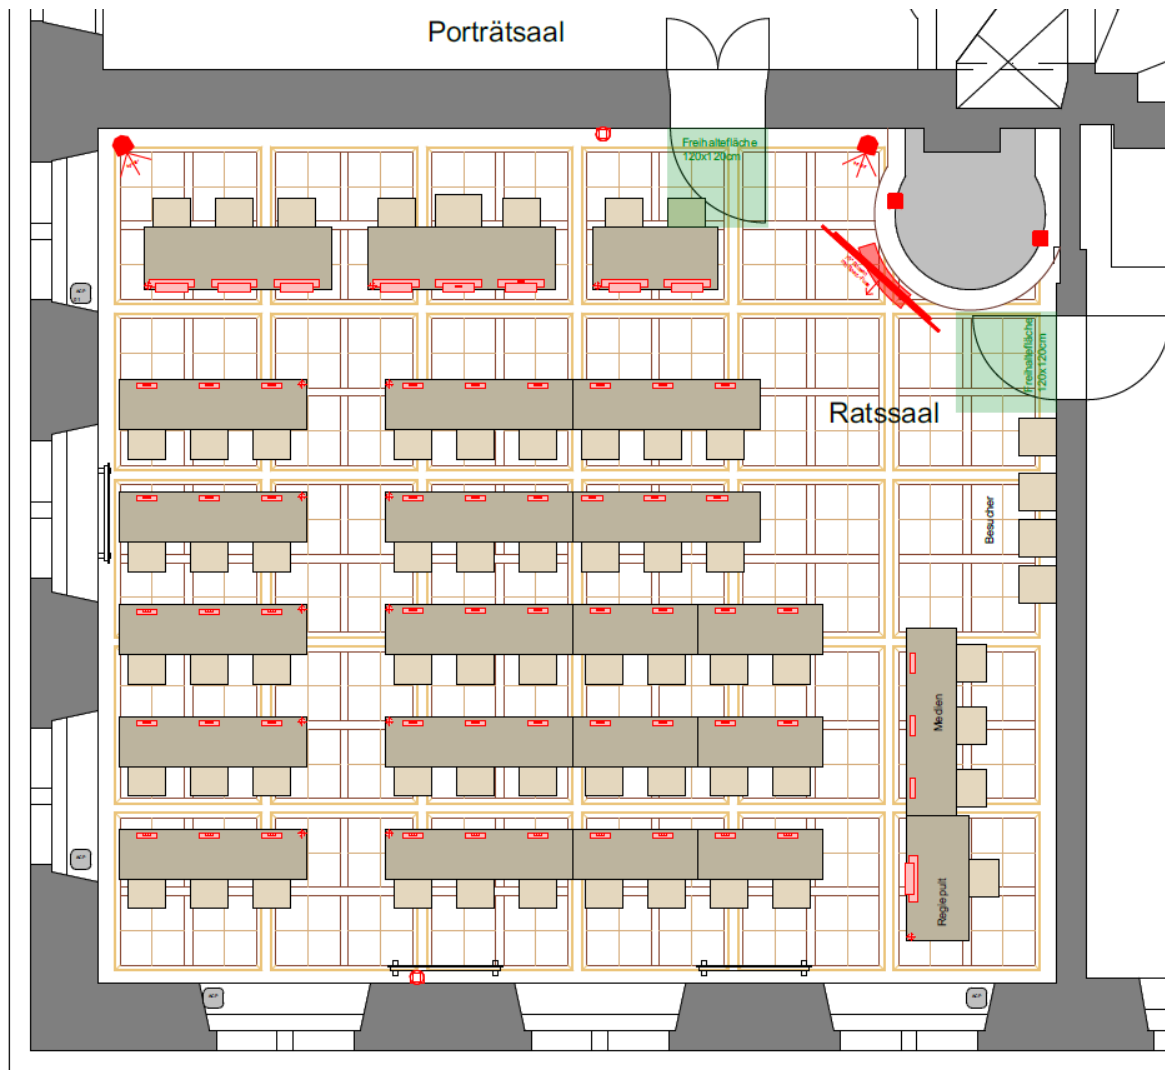 Porträtsaal
Freihaltefläche
120x120cm
Freihaltefläche
120x120cm
Ratssaal
Besucher
Medien
Regiepult